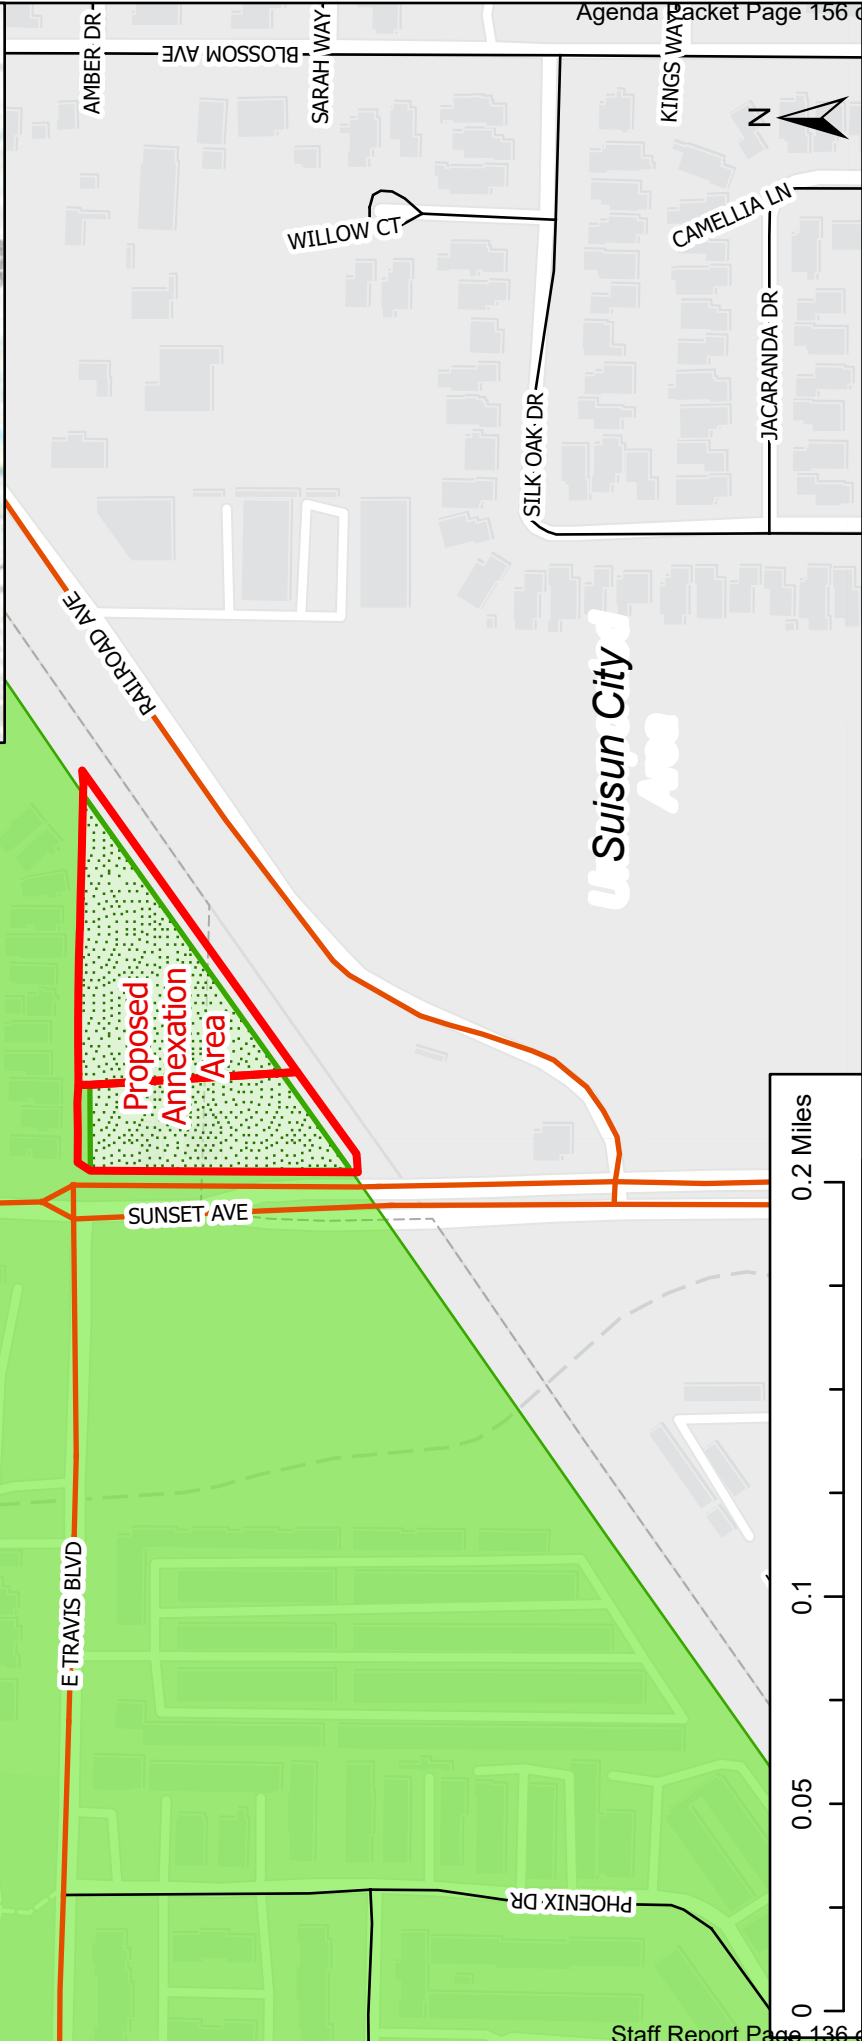 Agenda Packet Page 156 o
AMBER DR
BLOSSOM AVE
SARAH WAY
KINGS WAY
N
WILLOW CT
CAMELLIA LN
JACARANDA DR
SILK OAK DR
RAILROAD AVE
Suisun City
Proposed
Annexation
Area
SUNSET AVE
E TRAVIS BLVD
PHOENIX DR
0 0.05 0.1 0.2 Miles
Staff Report Page 136 o